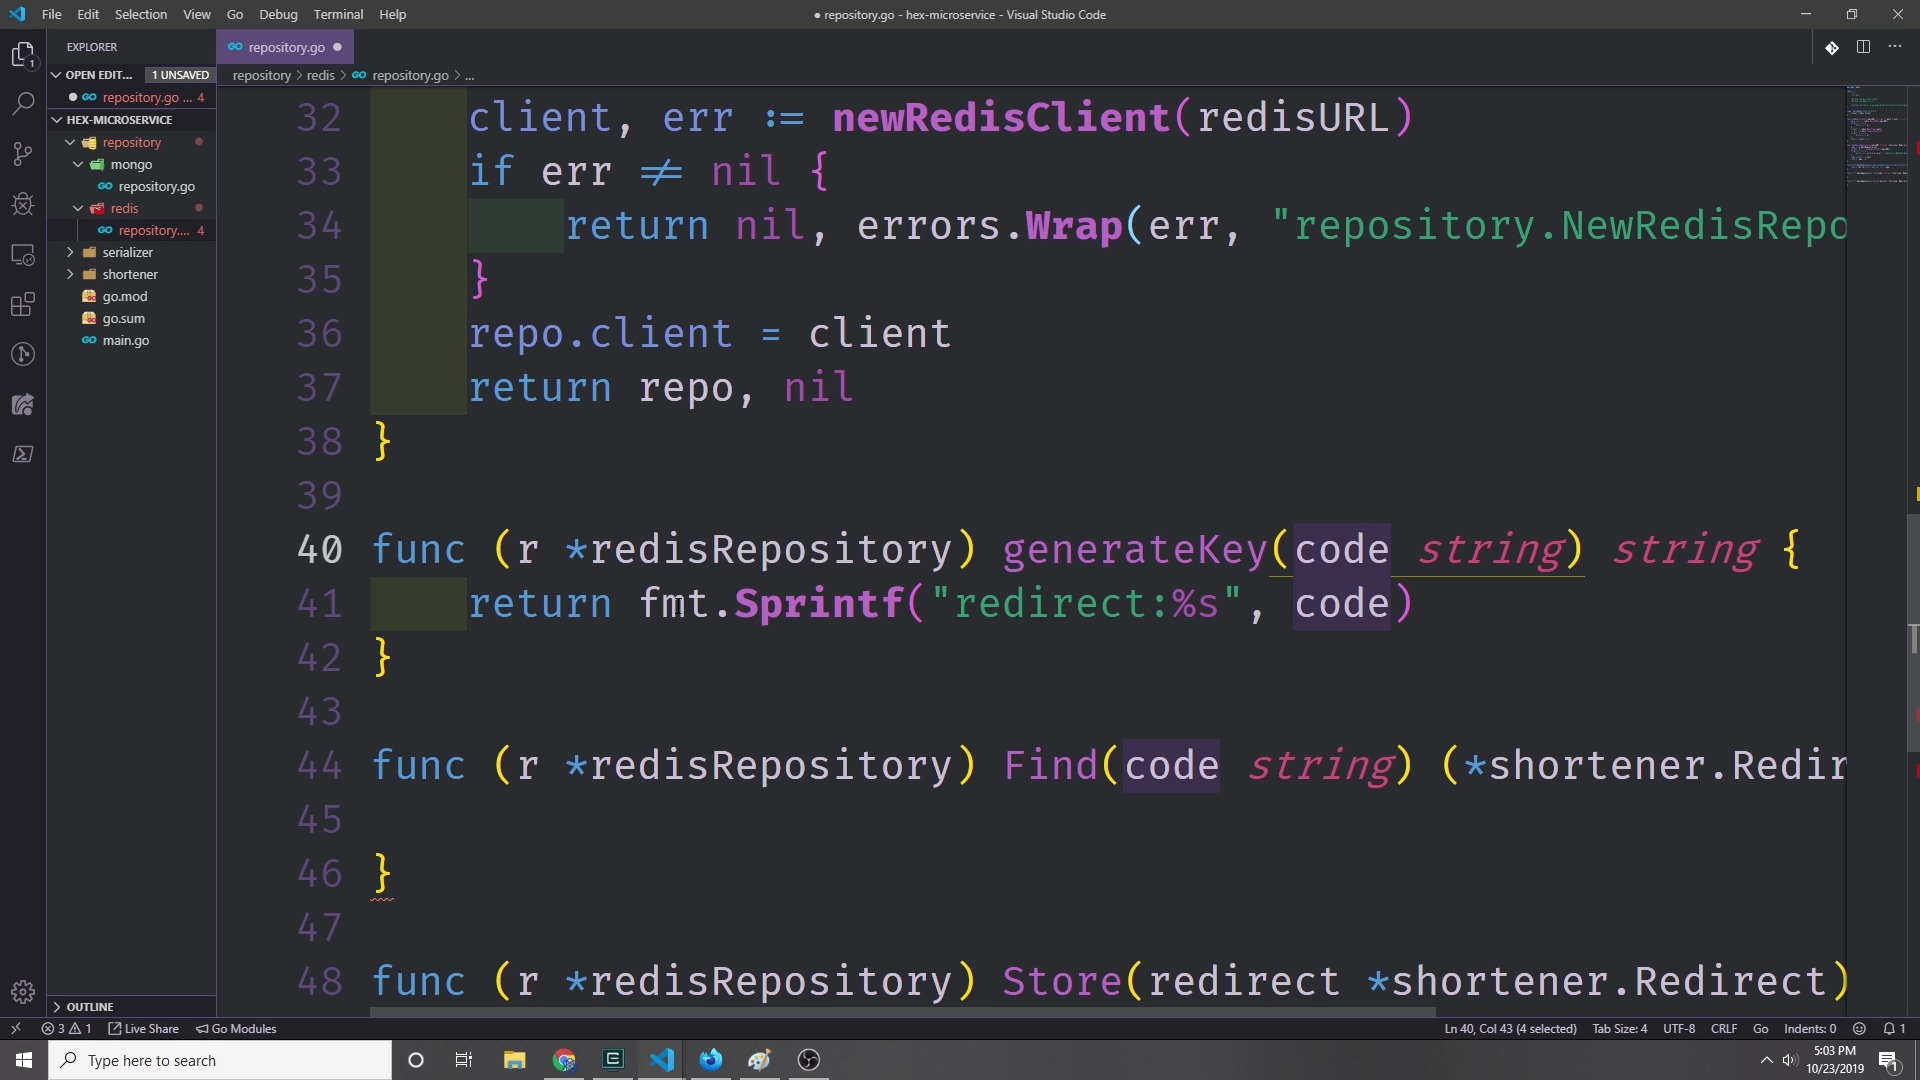 File Edit Selection View Go Debug Terminal Help
● repository.go - hex-microservice - Visual Studio Code
EXPLORER
repository.go
OPEN EDIT... 1 UNSAVED
repository > redis > repository.go > ...
repository.go ... 4
HEX-MICROSERVICE
repository
mongo
repository.go
redis
repository.... 4
serializer
shortener
go.mod
go.sum
main.go
OUTLINE
32 client, err := newRedisClient(redisURL)
33 if err ≠ nil {
34 return nil, errors.Wrap(err, "repository.NewRedisRepo
35 }
36 repo.client = client
37 return repo, nil
38 }
39
40 func (r *redisRepository) generateKey(code string) string {
41 return fmt.Sprintf("redirect:%s", code)
42 }
43
44 func (r *redisRepository) Find(code string) (*shortener.Redir
45
46 }
47
48 func (r *redisRepository) Store(redirect *shortener.Redirect)
3 1 Live Share Go Modules
Ln 40, Col 43 (4 selected) Tab Size: 4 UTF-8 CRLF Go Indents: 0 1
Type here to search
5:03 PM
10/23/2019
1